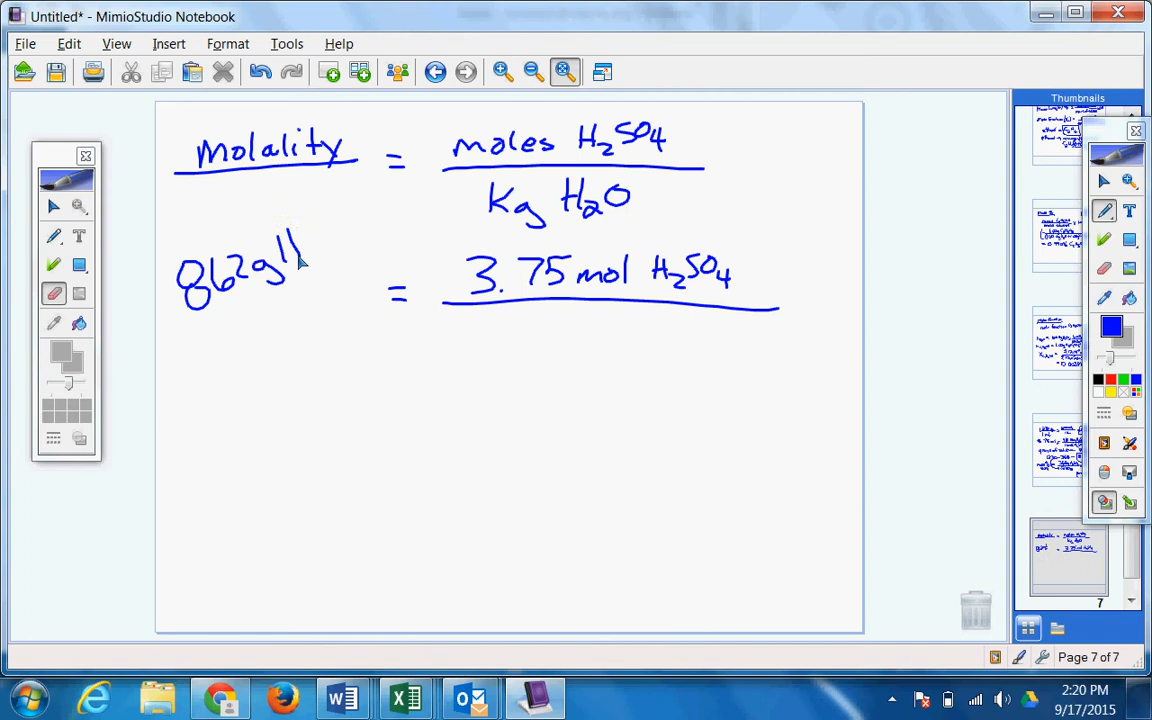 Untitled* - MimioStudio Notebook
File Edit View Insert Format Tools Help
Thumbnails
molality = moles H₂SO₄
Kg H₂O
862g
= 3.75 mol H₂SO₄
7
Page 7 of 7
2:20 PM
9/17/2015